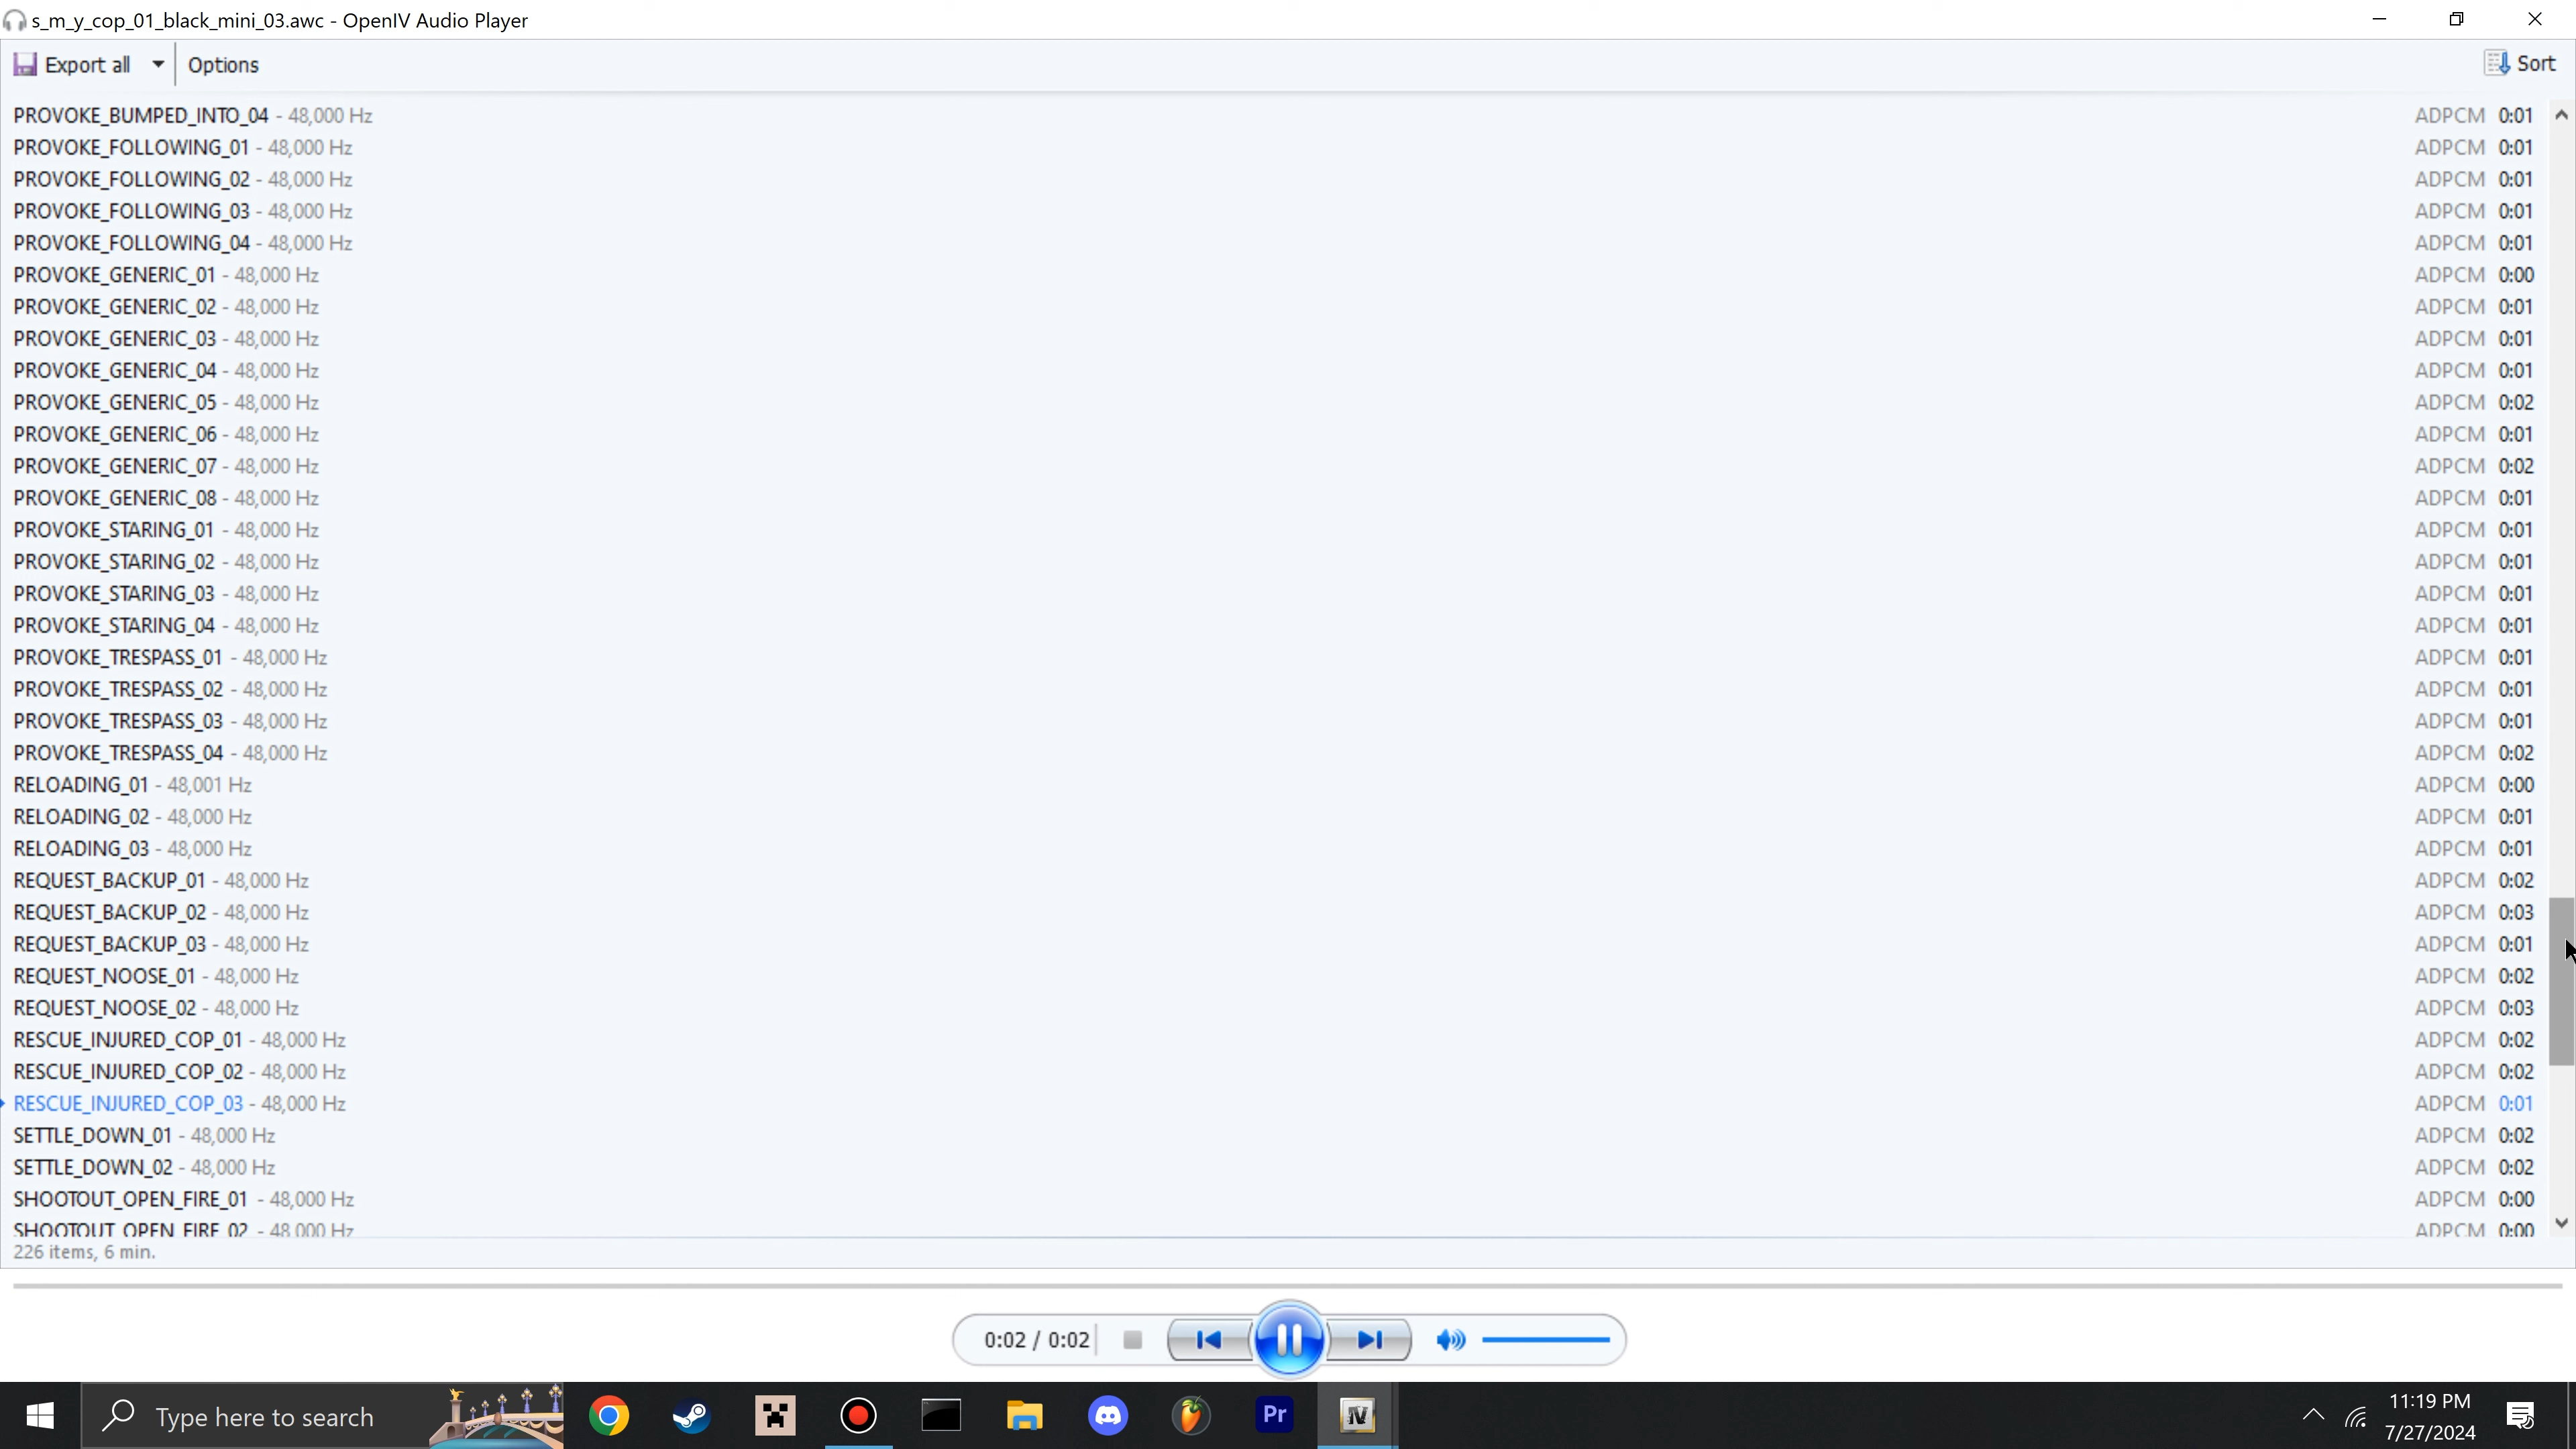 s_m_y_cop_01_black_mini_03.awc - OpenIV Audio Player
Export all Options Sort
PROVOKE_BUMPED_INTO_04 - 48,000 Hz ADPCM 0:01
PROVOKE_FOLLOWING_01 - 48,000 Hz ADPCM 0:01
PROVOKE_FOLLOWING_02 - 48,000 Hz ADPCM 0:01
PROVOKE_FOLLOWING_03 - 48,000 Hz ADPCM 0:01
PROVOKE_FOLLOWING_04 - 48,000 Hz ADPCM 0:01
PROVOKE_GENERIC_01 - 48,000 Hz ADPCM 0:00
PROVOKE_GENERIC_02 - 48,000 Hz ADPCM 0:01
PROVOKE_GENERIC_03 - 48,000 Hz ADPCM 0:01
PROVOKE_GENERIC_04 - 48,000 Hz ADPCM 0:01
PROVOKE_GENERIC_05 - 48,000 Hz ADPCM 0:02
PROVOKE_GENERIC_06 - 48,000 Hz ADPCM 0:01
PROVOKE_GENERIC_07 - 48,000 Hz ADPCM 0:02
PROVOKE_GENERIC_08 - 48,000 Hz ADPCM 0:01
PROVOKE_STARING_01 - 48,000 Hz ADPCM 0:01
PROVOKE_STARING_02 - 48,000 Hz ADPCM 0:01
PROVOKE_STARING_03 - 48,000 Hz ADPCM 0:01
PROVOKE_STARING_04 - 48,000 Hz ADPCM 0:01
PROVOKE_TRESPASS_01 - 48,000 Hz ADPCM 0:01
PROVOKE_TRESPASS_02 - 48,000 Hz ADPCM 0:01
PROVOKE_TRESPASS_03 - 48,000 Hz ADPCM 0:01
PROVOKE_TRESPASS_04 - 48,000 Hz ADPCM 0:02
RELOADING_01 - 48,001 Hz ADPCM 0:00
RELOADING_02 - 48,000 Hz ADPCM 0:01
RELOADING_03 - 48,000 Hz ADPCM 0:01
REQUEST_BACKUP_01 - 48,000 Hz ADPCM 0:02
REQUEST_BACKUP_02 - 48,000 Hz ADPCM 0:03
REQUEST_BACKUP_03 - 48,000 Hz ADPCM 0:01
REQUEST_NOOSE_01 - 48,000 Hz ADPCM 0:02
REQUEST_NOOSE_02 - 48,000 Hz ADPCM 0:03
RESCUE_INJURED_COP_01 - 48,000 Hz ADPCM 0:02
RESCUE_INJURED_COP_02 - 48,000 Hz ADPCM 0:02
RESCUE_INJURED_COP_03 - 48,000 Hz ADPCM 0:01
SETTLE_DOWN_01 - 48,000 Hz ADPCM 0:02
SETTLE_DOWN_02 - 48,000 Hz ADPCM 0:02
SHOOTOUT_OPEN_FIRE_01 - 48,000 Hz ADPCM 0:00
SHOOTOUT_OPEN_FIRE_02 - 48,000 Hz ADPCM 0:00
226 items, 6 min.
0:02 / 0:02
Type here to search
Pr
IV
11:19 PM
7/27/2024